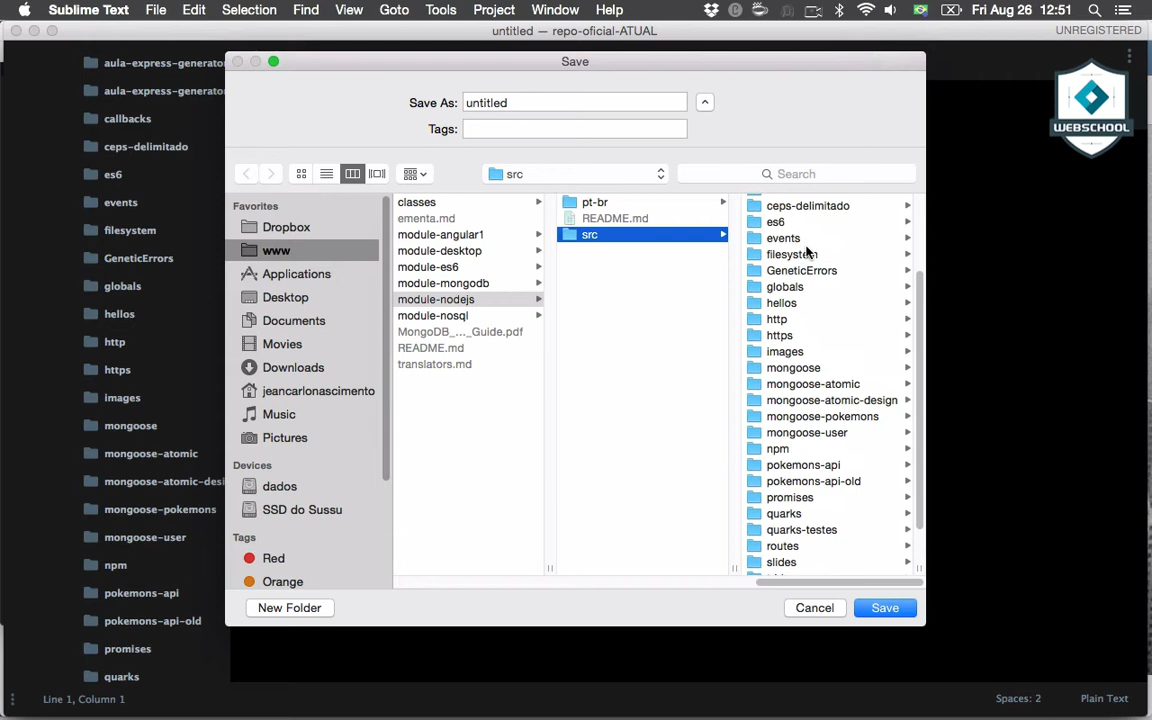 Sublime Text File Edit Selection Find View Goto Tools Project Window Help Fri Aug 26 12:51
untitled — repo-oficial-ATUAL UNREGISTERED
aula-express-generator
aula-express-generator
callbacks
ceps-delimitado
es6
events
filesystem
GeneticErrors
globals
hellos
http
https
images
mongoose
mongoose-atomic
mongoose-atomic-desi
mongoose-pokemons
mongoose-user
npm
pokemons-api
pokemons-api-old
promises
quarks
Save
Save As: untitled
Tags:
src
Search
Favorites
Dropbox
www
Applications
Desktop
Documents
Movies
Downloads
jeancarlonascimento
Music
Pictures
Devices
dados
SSD do Sussu
Tags
Red
Orange
classes
ementa.md
module-angular1
module-desktop
module-es6
module-mongodb
module-nodejs
module-nosql
MongoDB_..._Guide.pdf
README.md
translators.md
pt-br
README.md
src
ceps-delimitado
es6
events
filesystem
GeneticErrors
globals
hellos
http
https
images
mongoose
mongoose-atomic
mongoose-atomic-design
mongoose-pokemons
mongoose-user
npm
pokemons-api
pokemons-api-old
promises
quarks
quarks-testes
routes
slides
New Folder Cancel Save
WEBSCHOOL
Line 1, Column 1 Spaces: 2 Plain Text